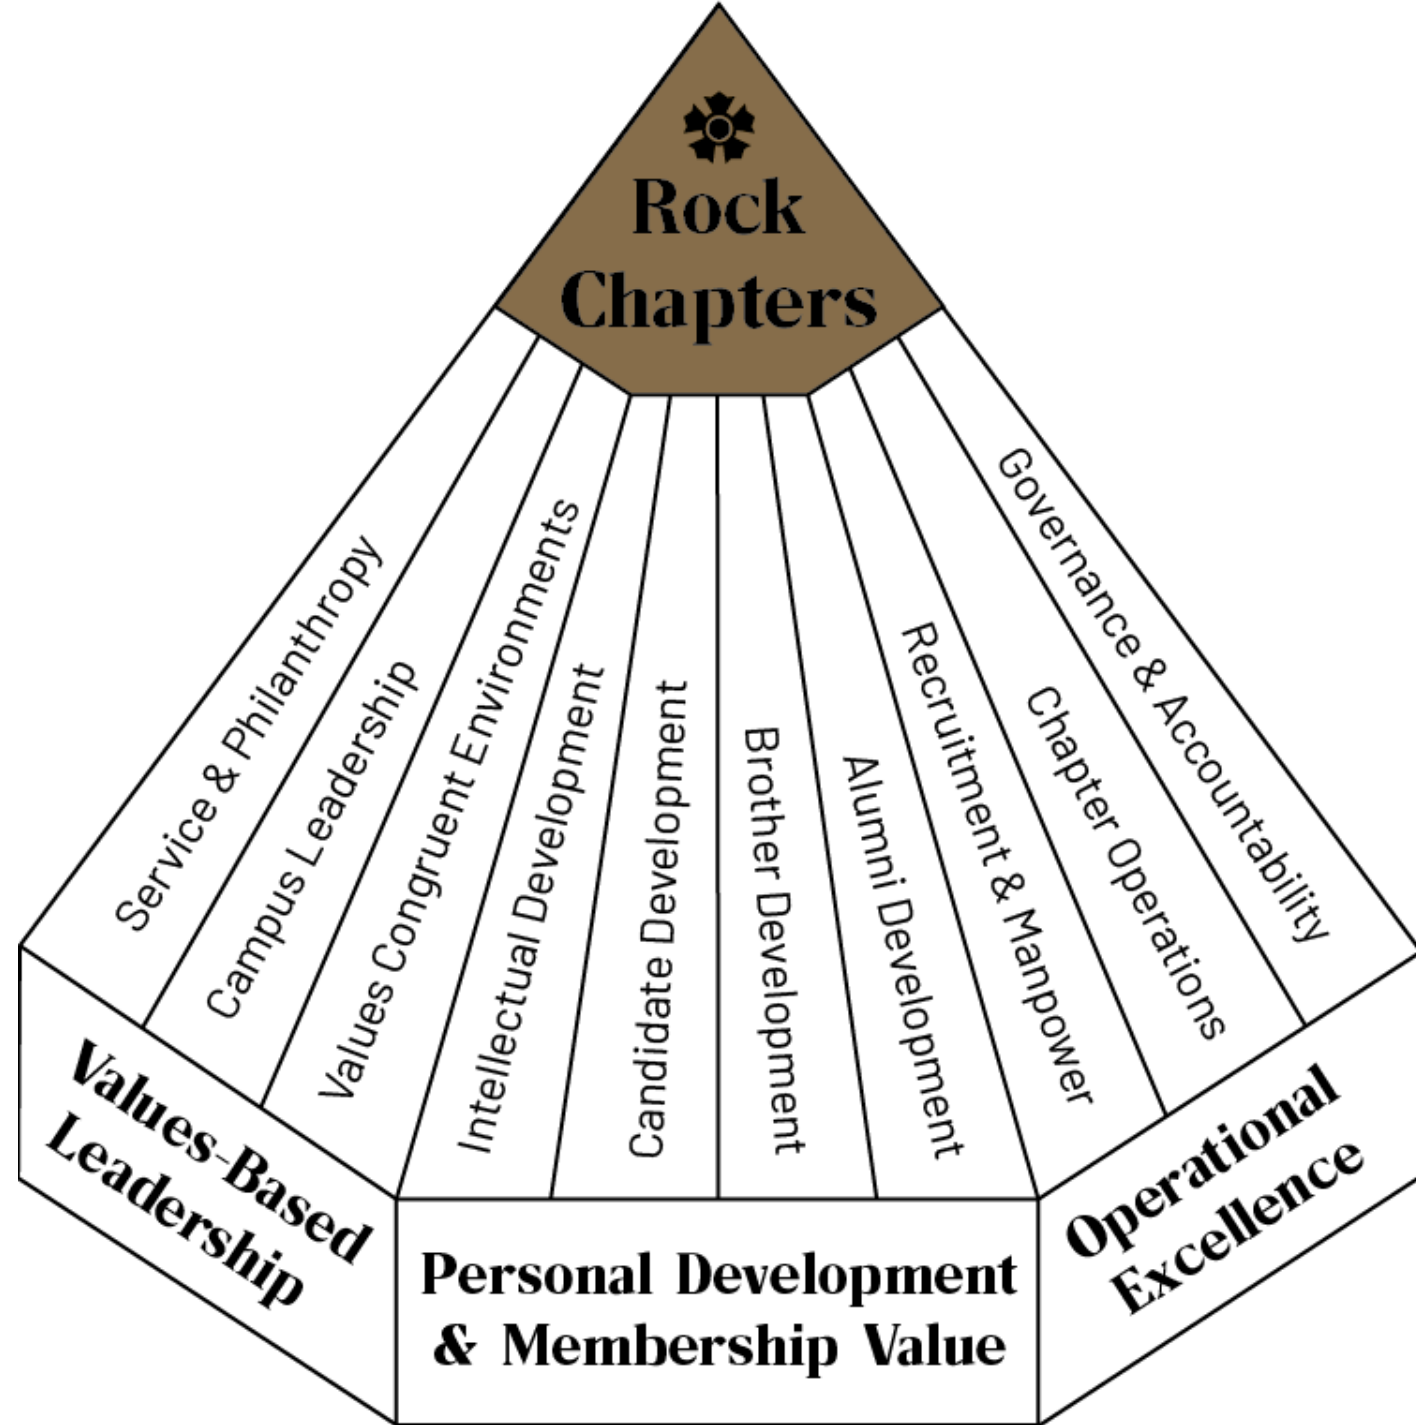 Rock
Chapters
Service & Philanthropy
Campus Leadership
Values Congruent Environments
Intellectual Development
Candidate Development
Brother Development
Alumni Development
Recruitment & Manpower
Chapter Operations
Governance & Accountability
Values-Based
Leadership
Personal Development
& Membership Value
Operational
Excellence